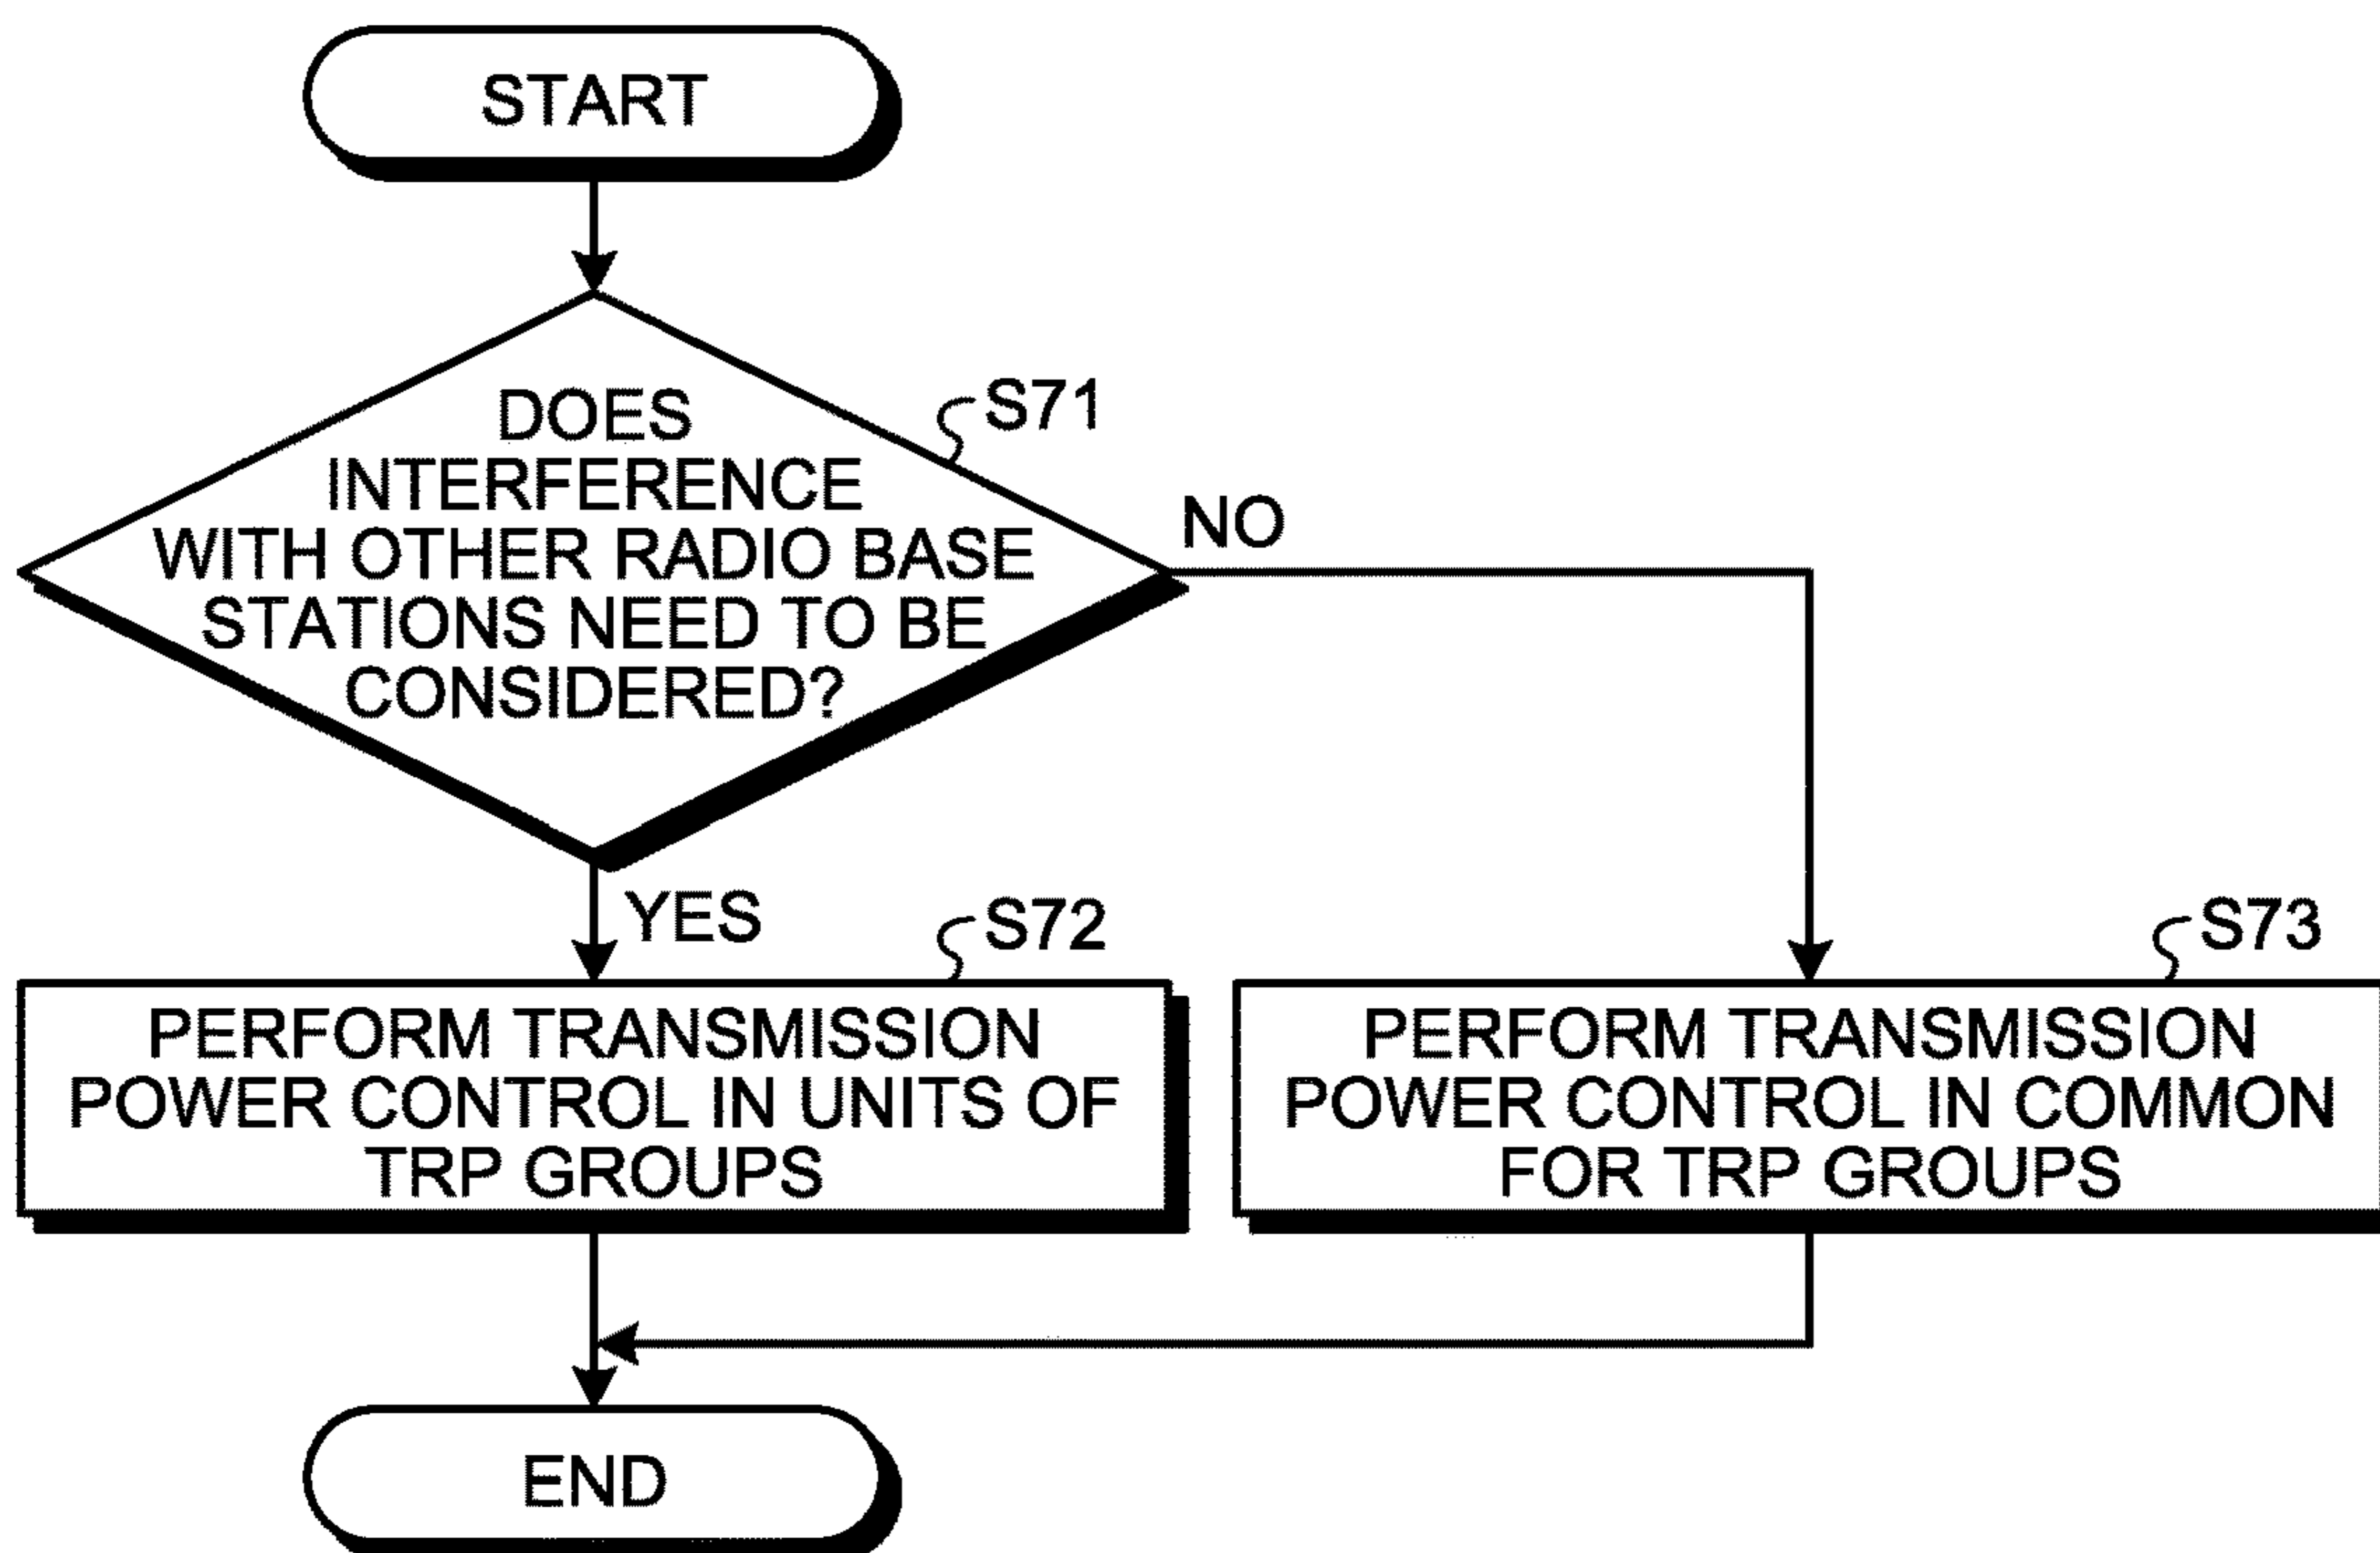 START
DOES
INTERFERENCE
WITH OTHER RADIO BASE
STATIONS NEED TO BE
CONSIDERED?
S71
NO
YES
S72
PERFORM TRANSMISSION
POWER CONTROL IN UNITS OF
TRP GROUPS
S73
PERFORM TRANSMISSION
POWER CONTROL IN COMMON
FOR TRP GROUPS
END